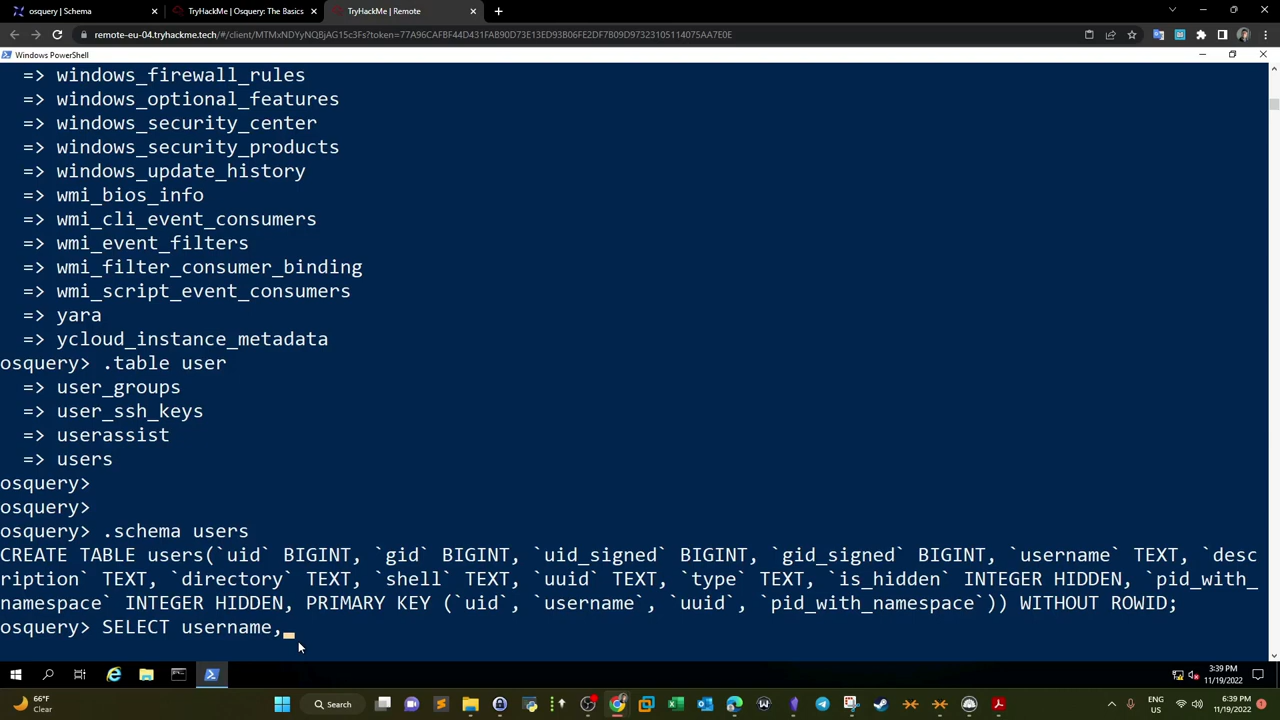 osquery | Schema
TryHackMe | Osquery: The Basics
TryHackMe | Remote
remote-eu-04.tryhackme.tech/#/client/MTMxNDYyNQBjAG15c3Fs?token=77A96CAFBF44D431FAB90D73E13ED93B06FE2DF7B09D97323105114075AA7E0E
Windows PowerShell
=> windows_firewall_rules
=> windows_optional_features
=> windows_security_center
=> windows_security_products
=> windows_update_history
=> wmi_bios_info
=> wmi_cli_event_consumers
=> wmi_event_filters
=> wmi_filter_consumer_binding
=> wmi_script_event_consumers
=> yara
=> ycloud_instance_metadata
osquery> .table user
=> user_groups
=> user_ssh_keys
=> userassist
=> users
osquery>
osquery>
osquery> .schema users
CREATE TABLE users(`uid` BIGINT, `gid` BIGINT, `uid_signed` BIGINT, `gid_signed` BIGINT, `username` TEXT, `desc
ription` TEXT, `directory` TEXT, `shell` TEXT, `uuid` TEXT, `type` TEXT, `is_hidden` INTEGER HIDDEN, `pid_with_
namespace` INTEGER HIDDEN, PRIMARY KEY (`uid`, `username`, `uuid`, `pid_with_namespace`)) WITHOUT ROWID;
osquery> SELECT username,
3:39 PM
11/19/2022
66°F
Clear
Search
ENG
US
6:39 PM
11/19/2022